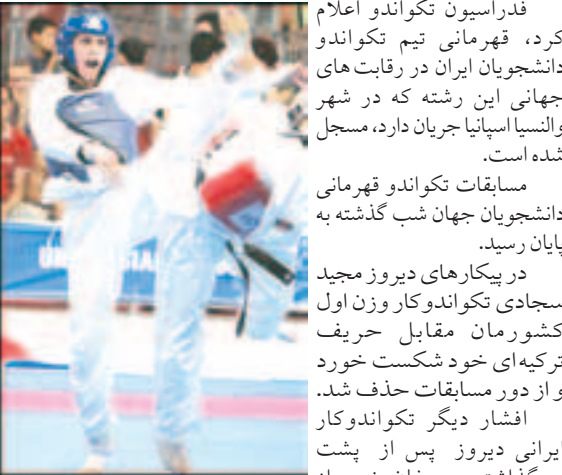 فدراسیون تکواندو اعلام
کرد، قهرمانی تیم تکواندو
دانشجویان ایران در رقابت های
جهانی این رشته که در شهر
والنسیا اسپانیا جریان دارد، مسجل
شده است.
مسابقات تکواندو قهرمانی
دانشجویان جهان شب گذشته به
پایان رسید.
در پیکارهای دیروز مجید
سجادی تکواندوکار وزن اول
کشورمان مقابل حریف
ترکیه‌ای خود شکست خورد
و از دور مسابقات حذف شد.
افشار دیگر تکواندوکار
ایرانی دیروز پس از پشت